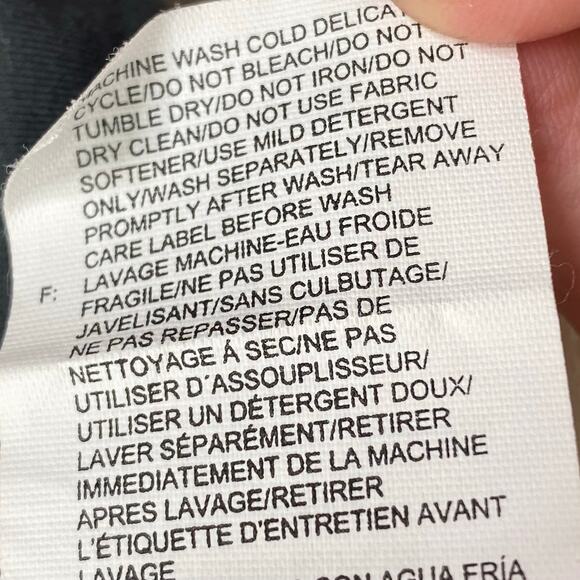 MACHINE WASH COLD DELICATE
CYCLE/DO NOT BLEACH/DO NOT
TUMBLE DRY/DO NOT IRON/DO NOT
DRY CLEAN/DO NOT USE FABRIC
SOFTENER/USE MILD DETERGENT
ONLY/WASH SEPARATELY/REMOVE
PROMPTLY AFTER WASH/TEAR AWAY
CARE LABEL BEFORE WASH
F: LAVAGE MACHINE-EAU FROIDE
FRAGILE/NE PAS UTILISER DE
JAVELISANT/SANS CULBUTAGE/
NE PAS REPASSER/PAS DE
NETTOYAGE Á SEC/NE PAS
UTILISER D'ASSOUPLISSEUR/
UTILISER UN DÉTERGENT DOUX/
LAVER SÉPARÉMENT/RETIRER
IMMEDIATEMENT DE LA MACHINE
APRES LAVAGE/RETIRER
L'ÉTIQUETTE D'ENTRETIEN AVANT
LAVAGE
CON AGUA FRÍA